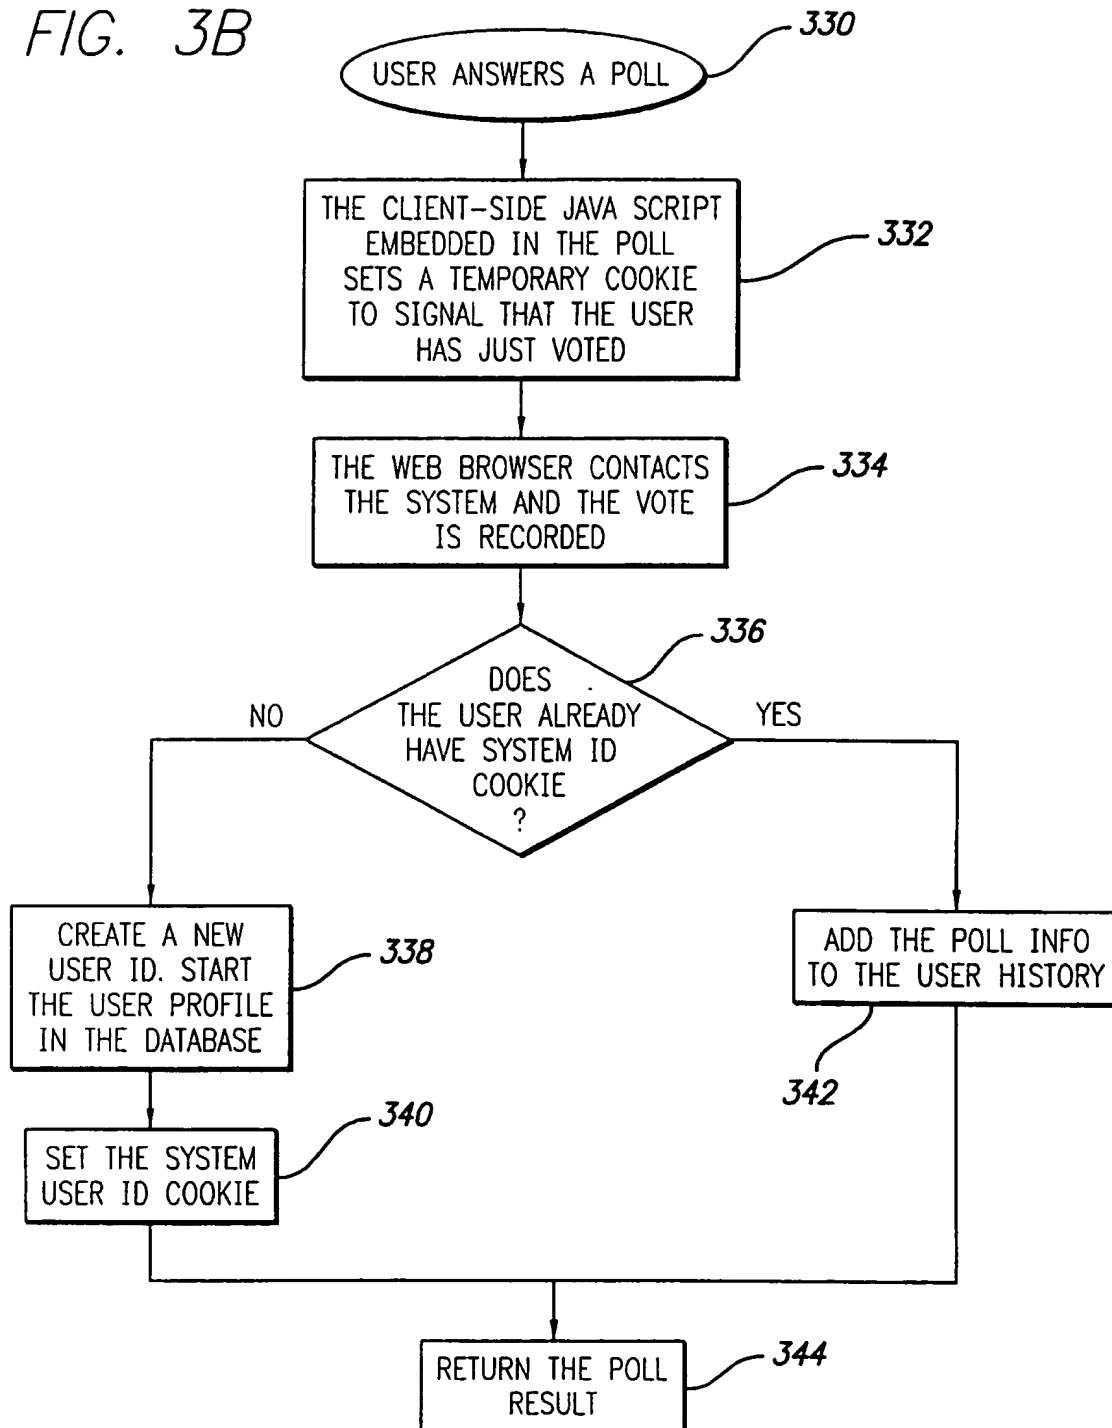 FIG. 3B
330
USER ANSWERS A POLL
THE CLIENT-SIDE JAVA SCRIPT
EMBEDDED IN THE POLL
SETS A TEMPORARY COOKIE
TO SIGNAL THAT THE USER
HAS JUST VOTED
332
THE WEB BROWSER CONTACTS
THE SYSTEM AND THE VOTE
IS RECORDED
334
336
DOES
THE USER ALREADY
HAVE SYSTEM ID
COOKIE
?
NO
YES
CREATE A NEW
USER ID. START
THE USER PROFILE
IN THE DATABASE
338
ADD THE POLL INFO
TO THE USER HISTORY
342
340
SET THE SYSTEM
USER ID COOKIE
RETURN THE POLL
RESULT
344